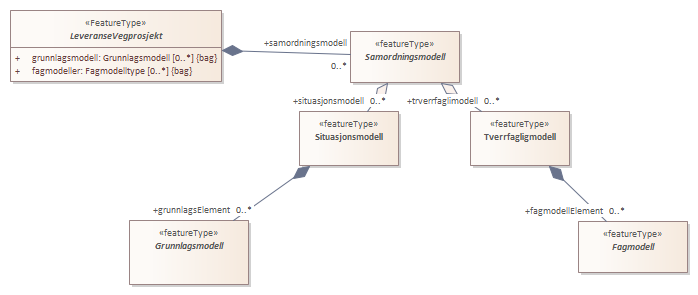 «FeatureType»
LeveranseVegprosjekt
+ grunnlagsmodell: Grunnlagsmodell [0..*] {bag}
+ fagmodeller: Fagmodelltype [0..*] {bag}
+samordningsmodell
0..*
«featureType»
Samordningsmodell
+situasjonsmodell 0..*
+trverrfaglimodell 0..*
«featureType»
Situasjonsmodell
«featureType»
Tverrfagligmodell
+grunnlagsElement 0..*
+fagmodellElement 0..*
«featureType»
Grunnlagsmodell
«featureType»
Fagmodell